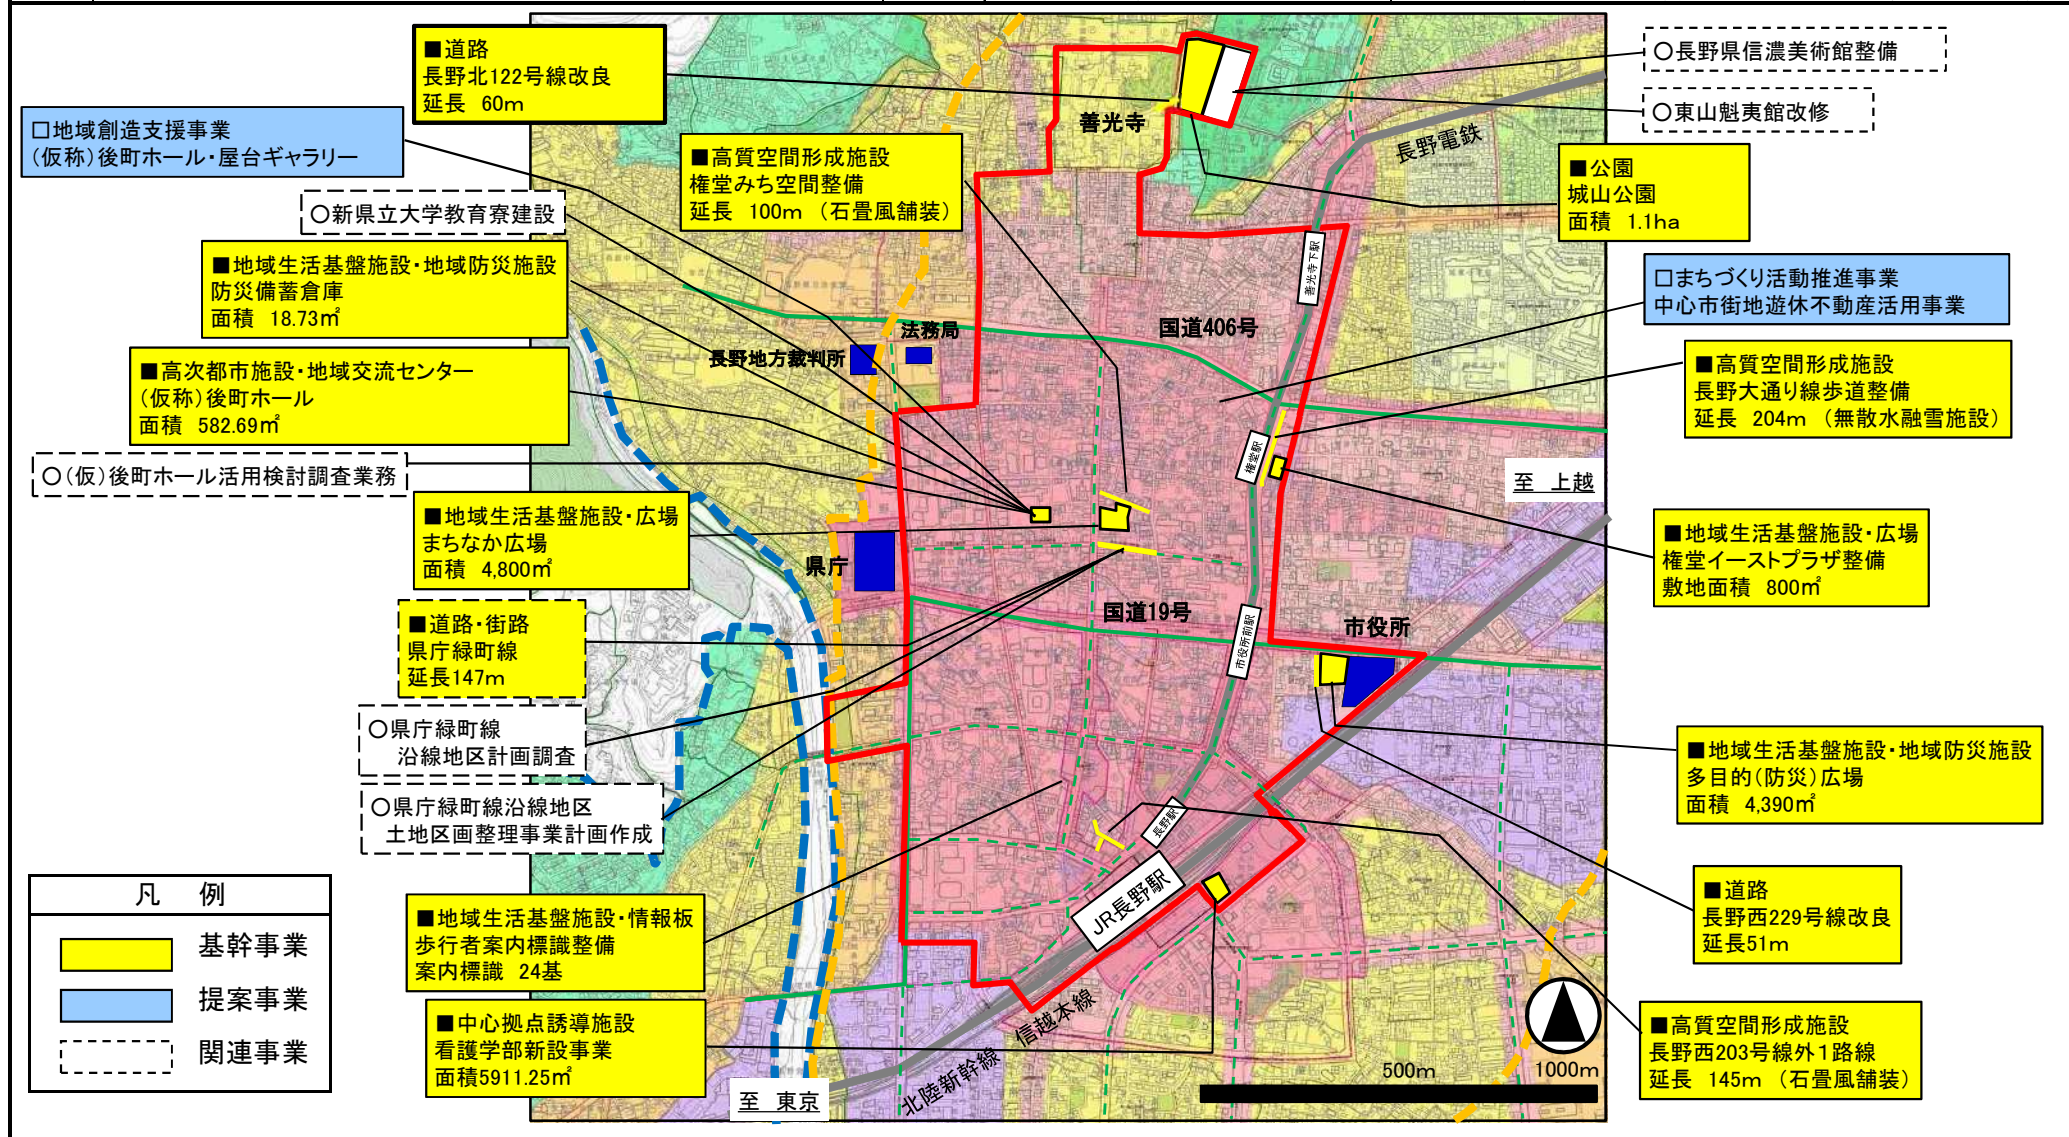 ■道路
長野北122号線改良
延長 60m
○長野県信濃美術館整備
○東山魁夷館改修
□地域創造支援事業
(仮称)後町ホール・屋台ギャラリー
■高質空間形成施設
権堂みち空間整備
延長 100m (石畳風舗装)
善光寺
長野電鉄
■公園
城山公園
面積 1.1ha
○新県立大学教育寮建設
■地域生活基盤施設・地域防災施設
防災備蓄倉庫
面積 18.73㎡
善光寺下駅
□まちづくり活動推進事業
中心市街地遊休不動産活用事業
国道406号
法務局
長野地方裁判所
■高次都市施設・地域交流センター
(仮称)後町ホール
面積 582.69㎡
■高質空間形成施設
長野大通り線歩道整備
延長 204m (無散水融雪施設)
○(仮)後町ホール活用検討調査業務
権堂駅
至 上越
■地域生活基盤施設・広場
まちなか広場
面積 4,800㎡
■地域生活基盤施設・広場
権堂イーストプラザ整備
敷地面積 800㎡
県庁
■道路・街路
県庁緑町線
延長147m
国道19号
市役所前駅
市役所
○県庁緑町線
沿線地区計画調査
■地域生活基盤施設・地域防災施設
多目的(防災)広場
面積 4,390㎡
○県庁緑町線沿線地区
土地区画整理事業計画作成
長野駅
JR長野駅
■道路
長野西229号線改良
延長51m
凡 例
基幹事業
提案事業
関連事業
■地域生活基盤施設・情報板
歩行者案内標識整備
案内標識 24基
■中心拠点誘導施設
看護学部新設事業
面積5911.25㎡
■高質空間形成施設
長野西203号線外1路線
延長 145m (石畳風舗装)
信越本線
北陸新幹線
至 東京
500m
1000m